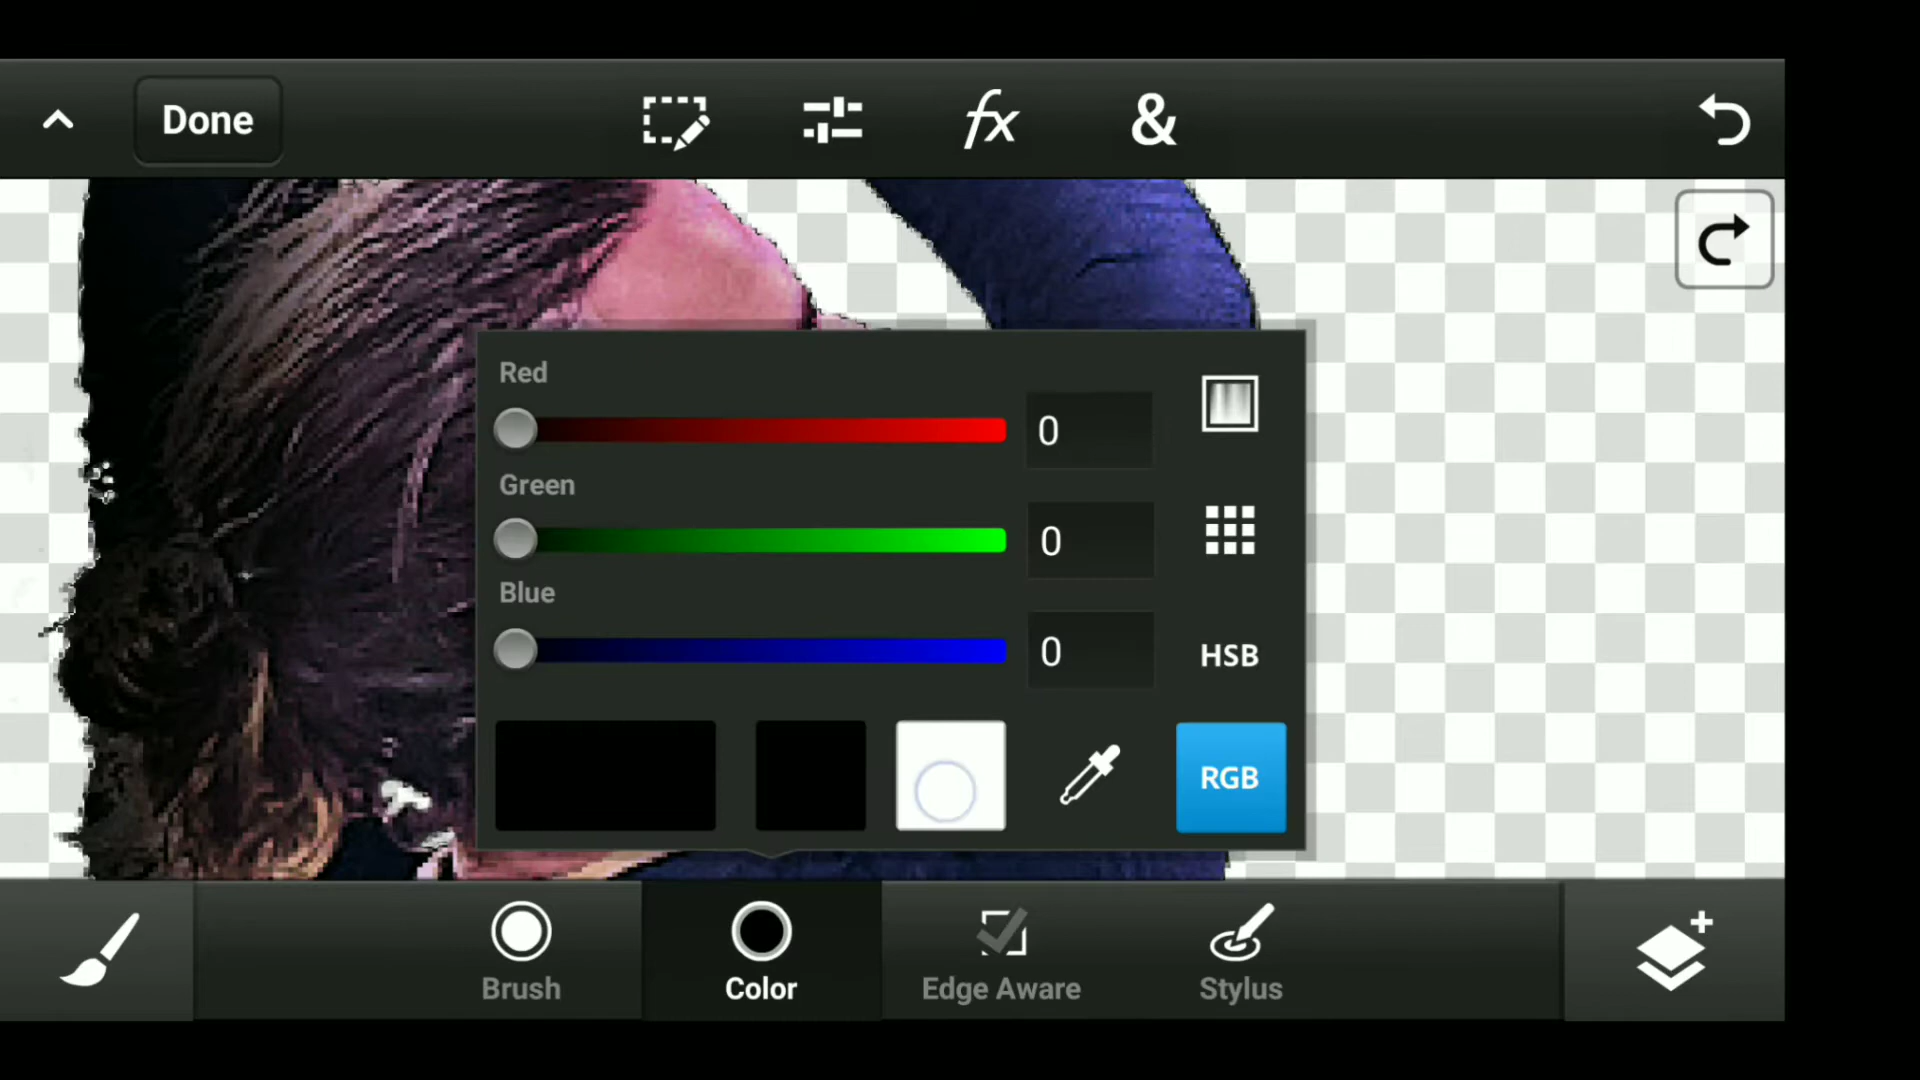 Done
fx
&
Red
0
Green
0
Blue
0
HSB
RGB
Brush
Color
Edge Aware
Stylus